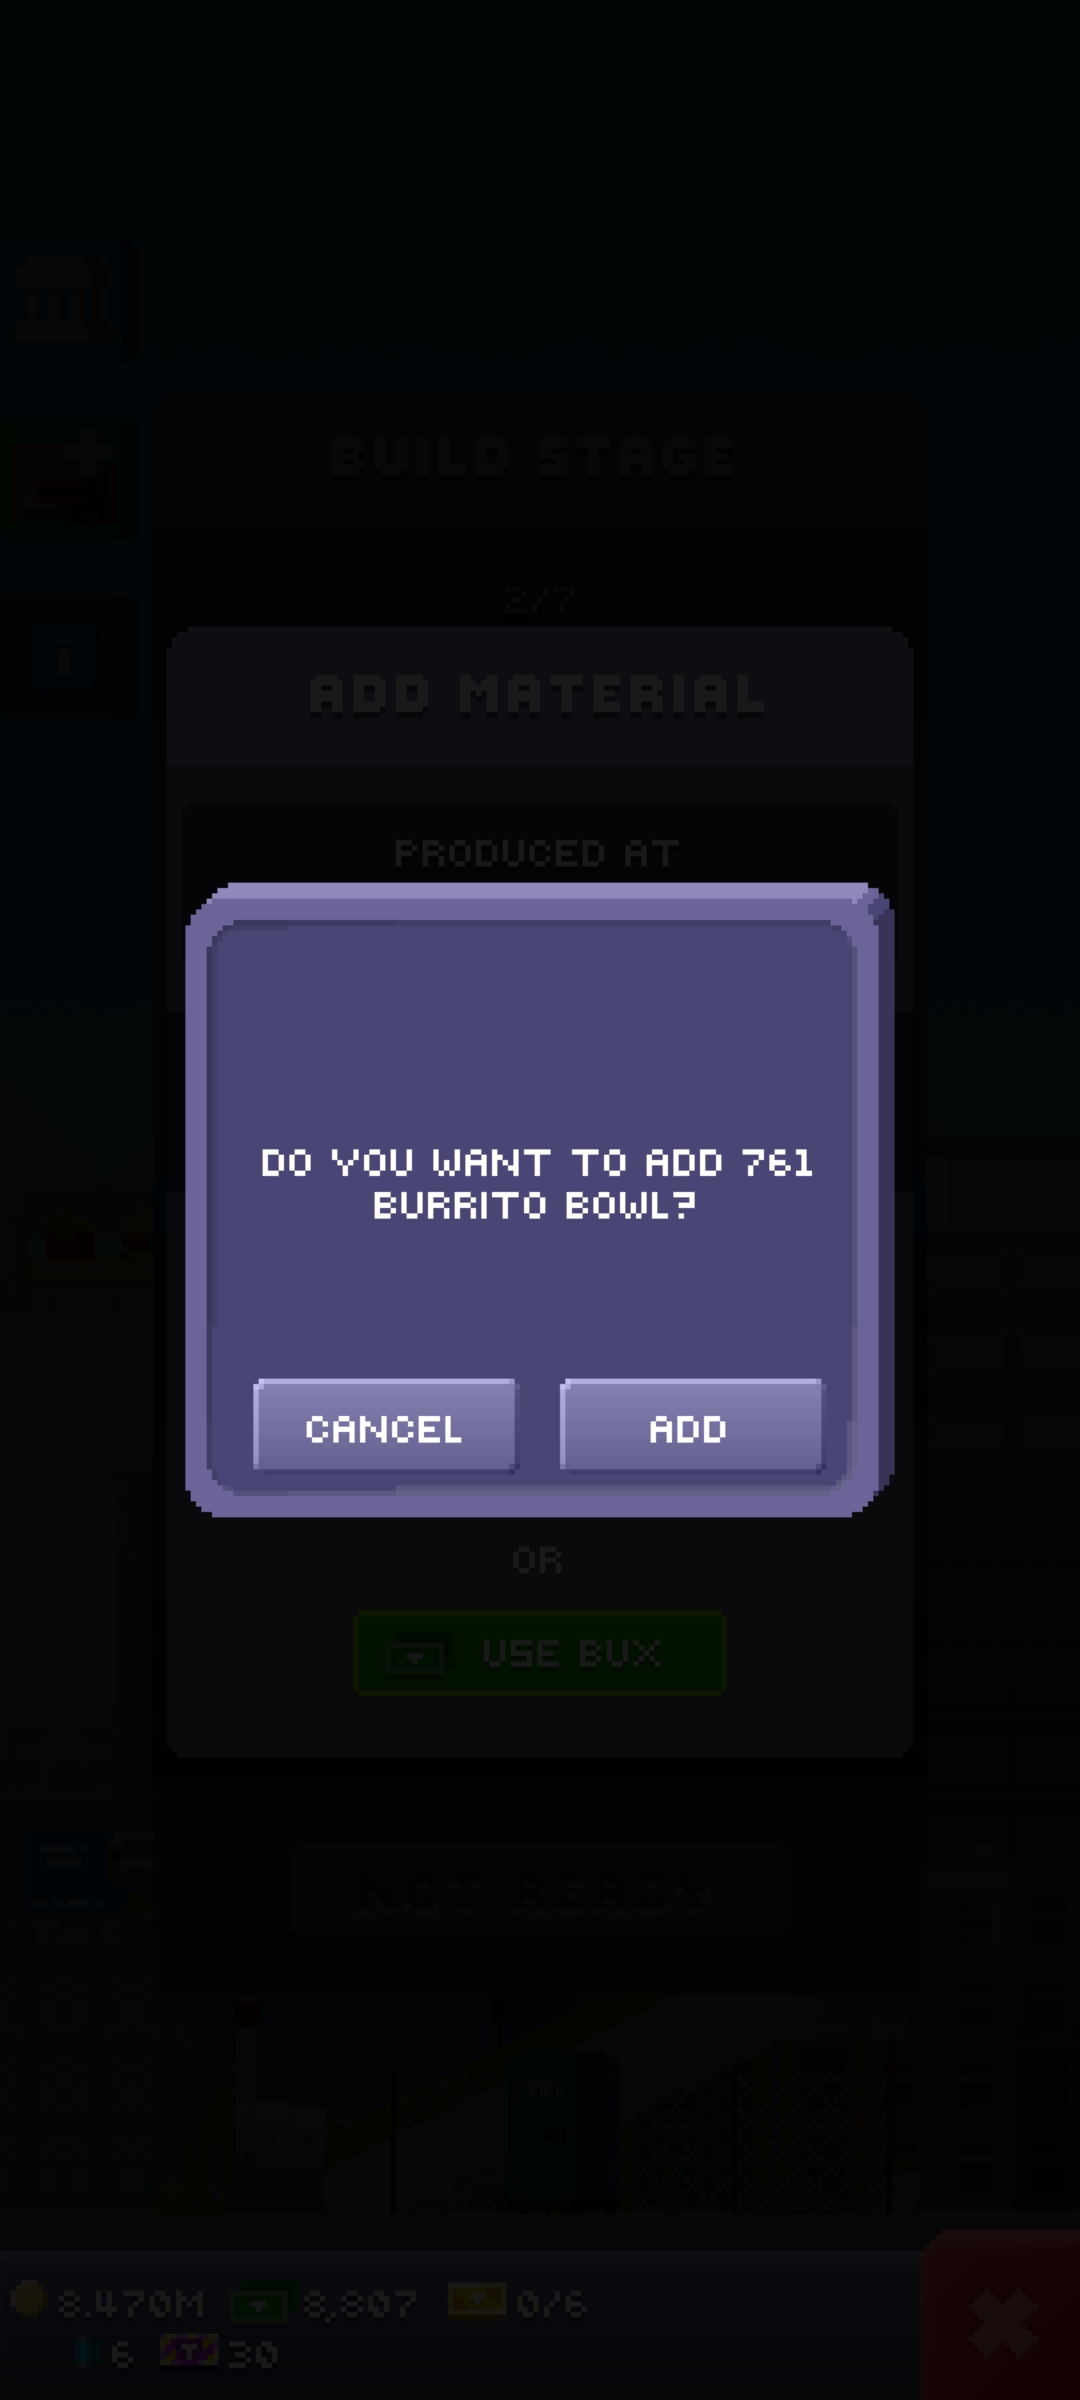 BUILD STAGE
2/7
ADD MATERIAL
PRODUCED AT
DO YOU WANT TO ADD 761
BURRITO BOWL?
CANCEL
ADD
OR
USE BUX
NOT READY
8.470M
8,807
0/6
6
30